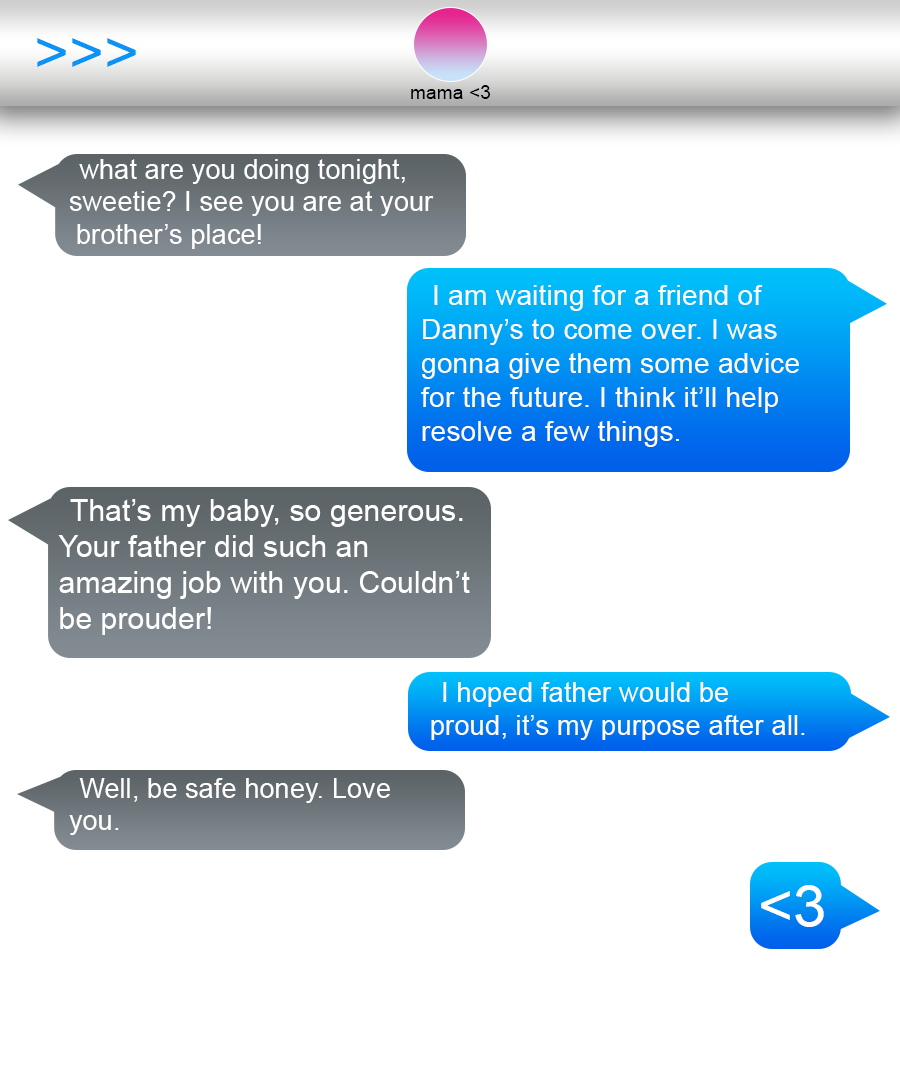 >>>
mama <3
what are you doing tonight,
sweetie? I see you are at your
brother’s place!
I am waiting for a friend of
Danny’s to come over. I was
gonna give them some advice
for the future. I think it’ll help
resolve a few things.
That’s my baby, so generous.
Your father did such an
amazing job with you. Couldn’t
be prouder!
I hoped father would be
proud, it’s my purpose after all.
Well, be safe honey. Love
you.
<3